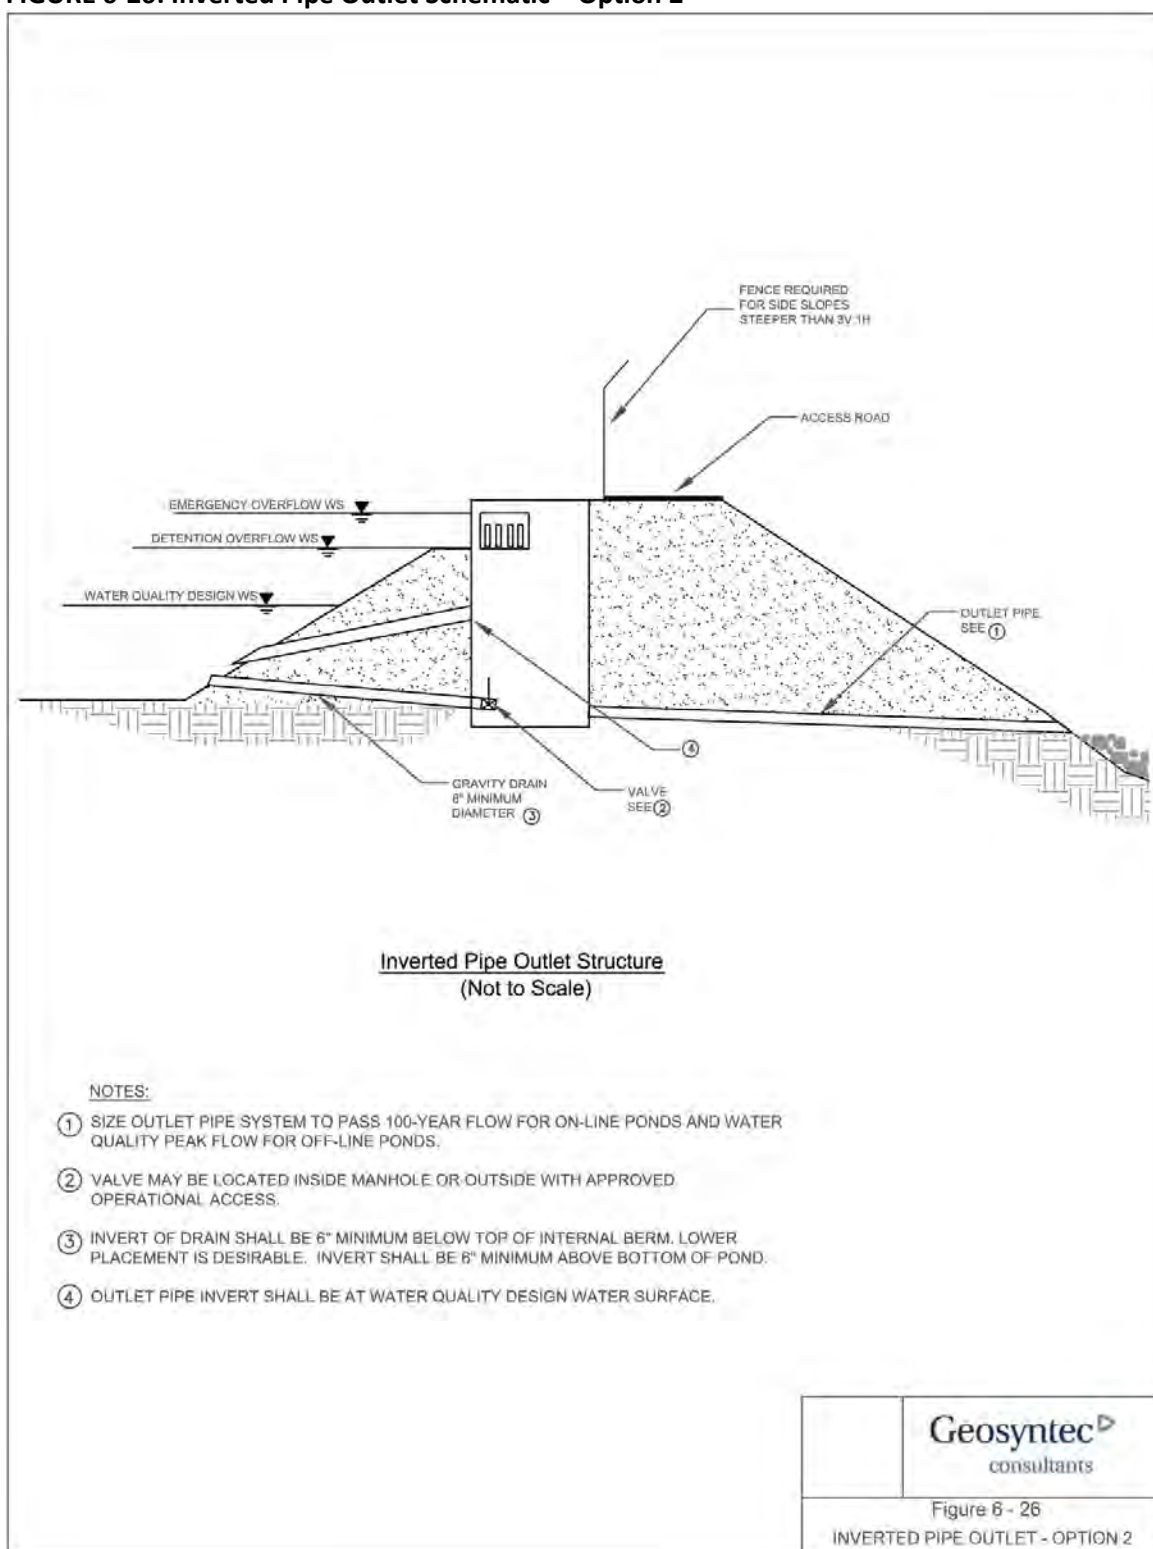 FIGURE 6-26: Inverted Pipe Outlet Schematic – Option 2
FENCE REQUIRED
FOR SIDE SLOPES
STEEPER THAN 3V:1H
ACCESS ROAD
EMERGENCY OVERFLOW WS
DETENTION OVERFLOW WS
WATER QUALITY DESIGN WS
OUTLET PIPE
SEE ①
④
GRAVITY DRAIN
6" MINIMUM
DIAMETER ③
VALVE
SEE ②
Inverted Pipe Outlet Structure
(Not to Scale)
NOTES:
① SIZE OUTLET PIPE SYSTEM TO PASS 100-YEAR FLOW FOR ON-LINE PONDS AND WATER
QUALITY PEAK FLOW FOR OFF-LINE PONDS.
② VALVE MAY BE LOCATED INSIDE MANHOLE OR OUTSIDE WITH APPROVED
OPERATIONAL ACCESS.
③ INVERT OF DRAIN SHALL BE 6" MINIMUM BELOW TOP OF INTERNAL BERM. LOWER
PLACEMENT IS DESIRABLE. INVERT SHALL BE 6" MINIMUM ABOVE BOTTOM OF POND.
④ OUTLET PIPE INVERT SHALL BE AT WATER QUALITY DESIGN WATER SURFACE.
Geosyntec
consultants
Figure 6 - 26
INVERTED PIPE OUTLET - OPTION 2